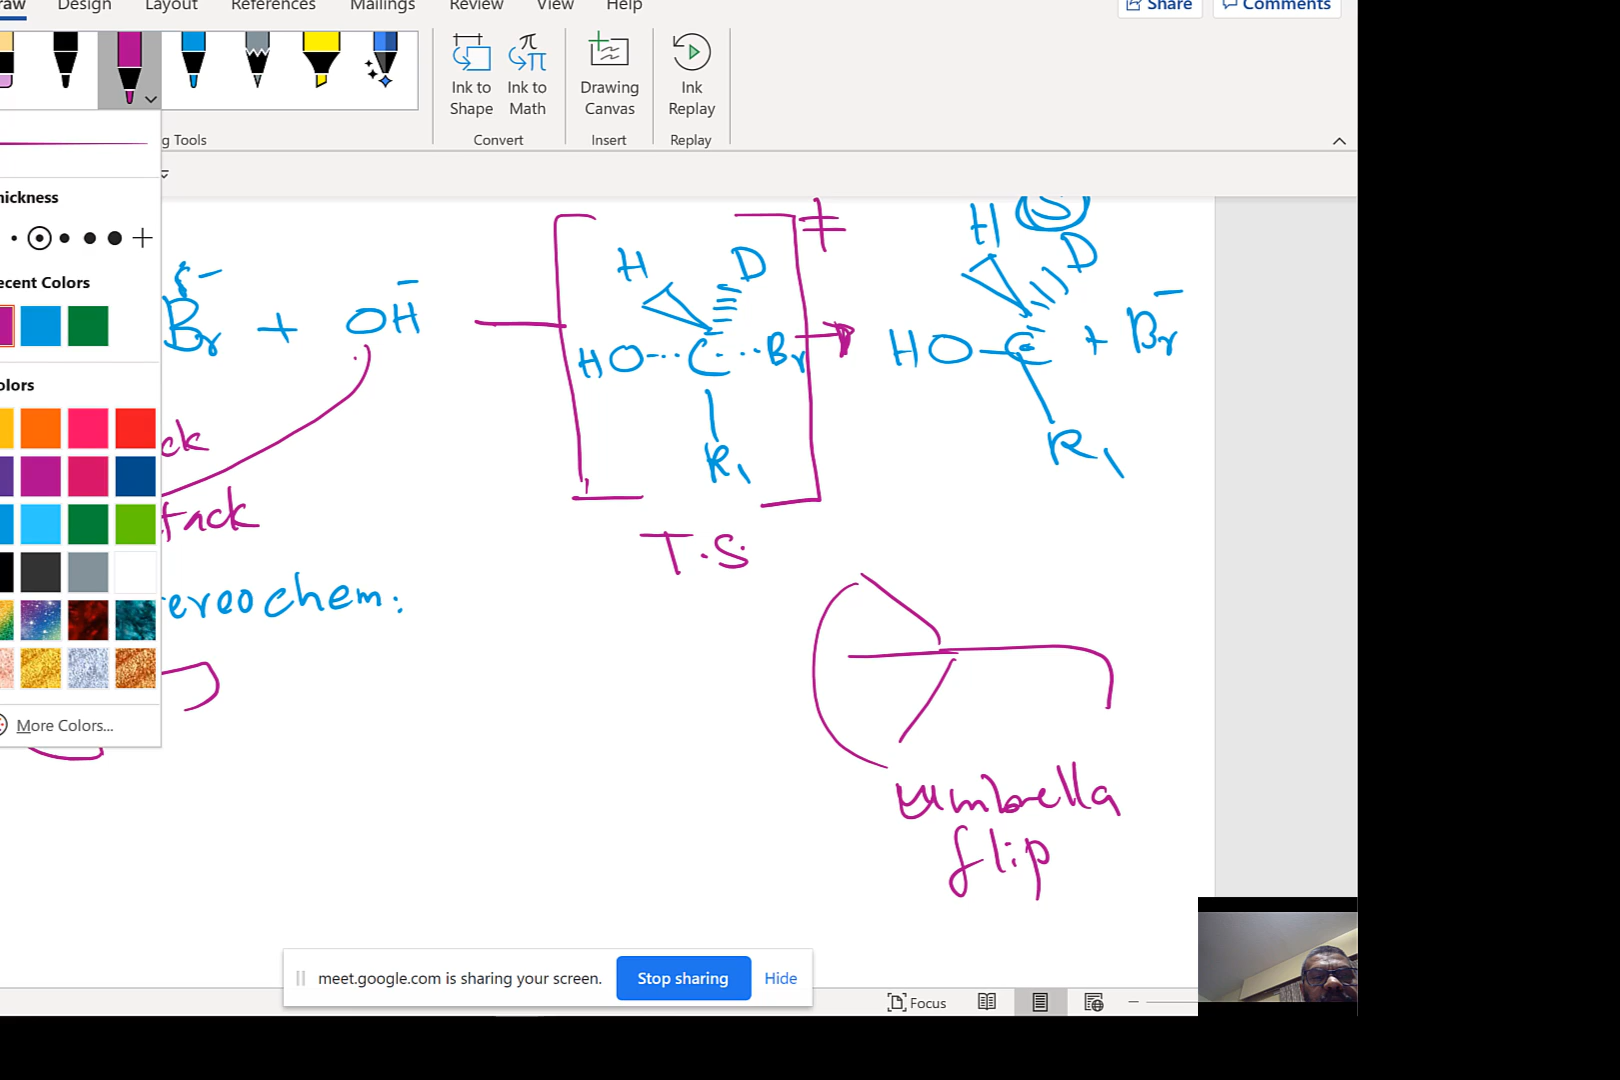 raw Design Layout References Mailings Review View Help Share Comments
Ink to Shape Ink to Math Drawing Canvas Ink Replay
g Tools Convert Insert Replay
hickness
ecent Colors
olors
More Colors...
H D H S D
δ-
Br + OH- HO---C---Br HO-C + Br-
R1 R1
ck
ttack
T.S.
ereochem:
umbrella
flip
meet.google.com is sharing your screen. Stop sharing Hide
Focus